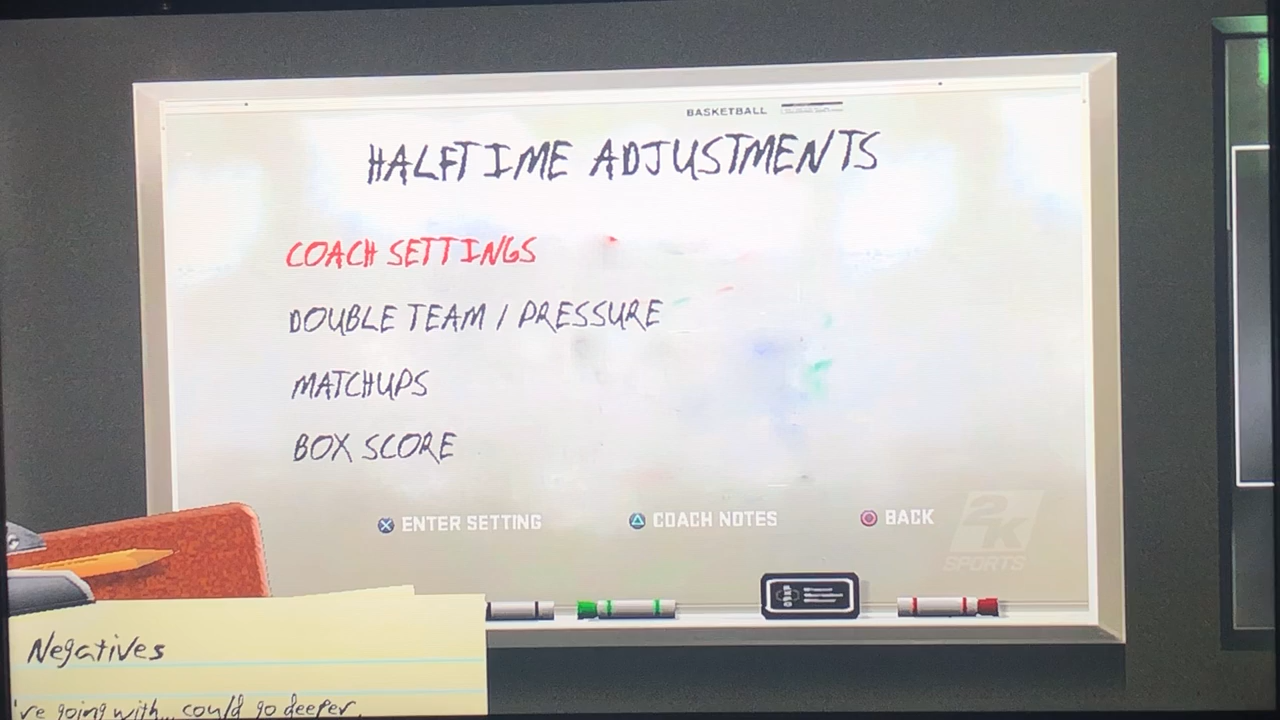 BASKETBALL
HALFTIME ADJUSTMENTS
COACH SETTINGS
DOUBLE TEAM / PRESSURE
MATCHUPS
BOX SCORE
ENTER SETTING
COACH NOTES
BACK
2K
SPORTS
Negatives
're going with... could go deeper.